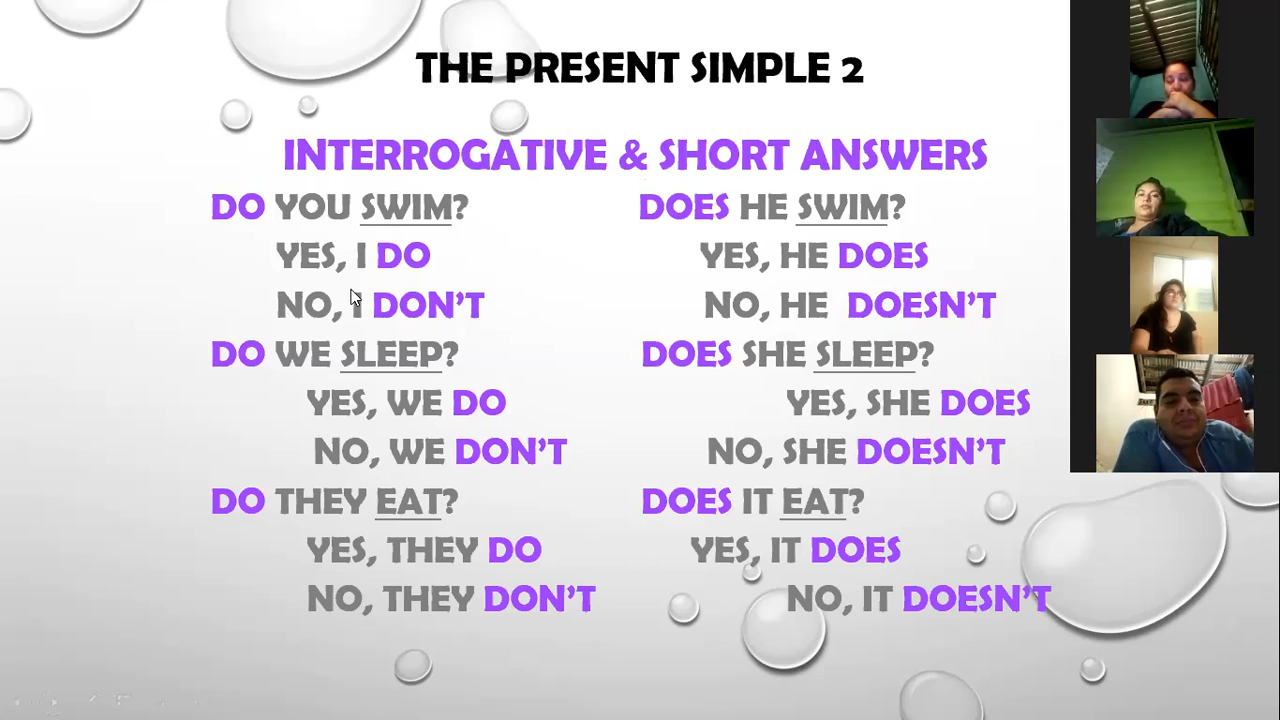 THE PRESENT SIMPLE 2
INTERROGATIVE & SHORT ANSWERS
DO YOU SWIM?
YES, I DO
NO, I DON'T
DO WE SLEEP?
YES, WE DO
NO, WE DON'T
DO THEY EAT?
YES, THEY DO
NO, THEY DON'T
DOES HE SWIM?
YES, HE DOES
NO, HE DOESN'T
DOES SHE SLEEP?
YES, SHE DOES
NO, SHE DOESN'T
DOES IT EAT?
YES, IT DOES
NO, IT DOESN'T